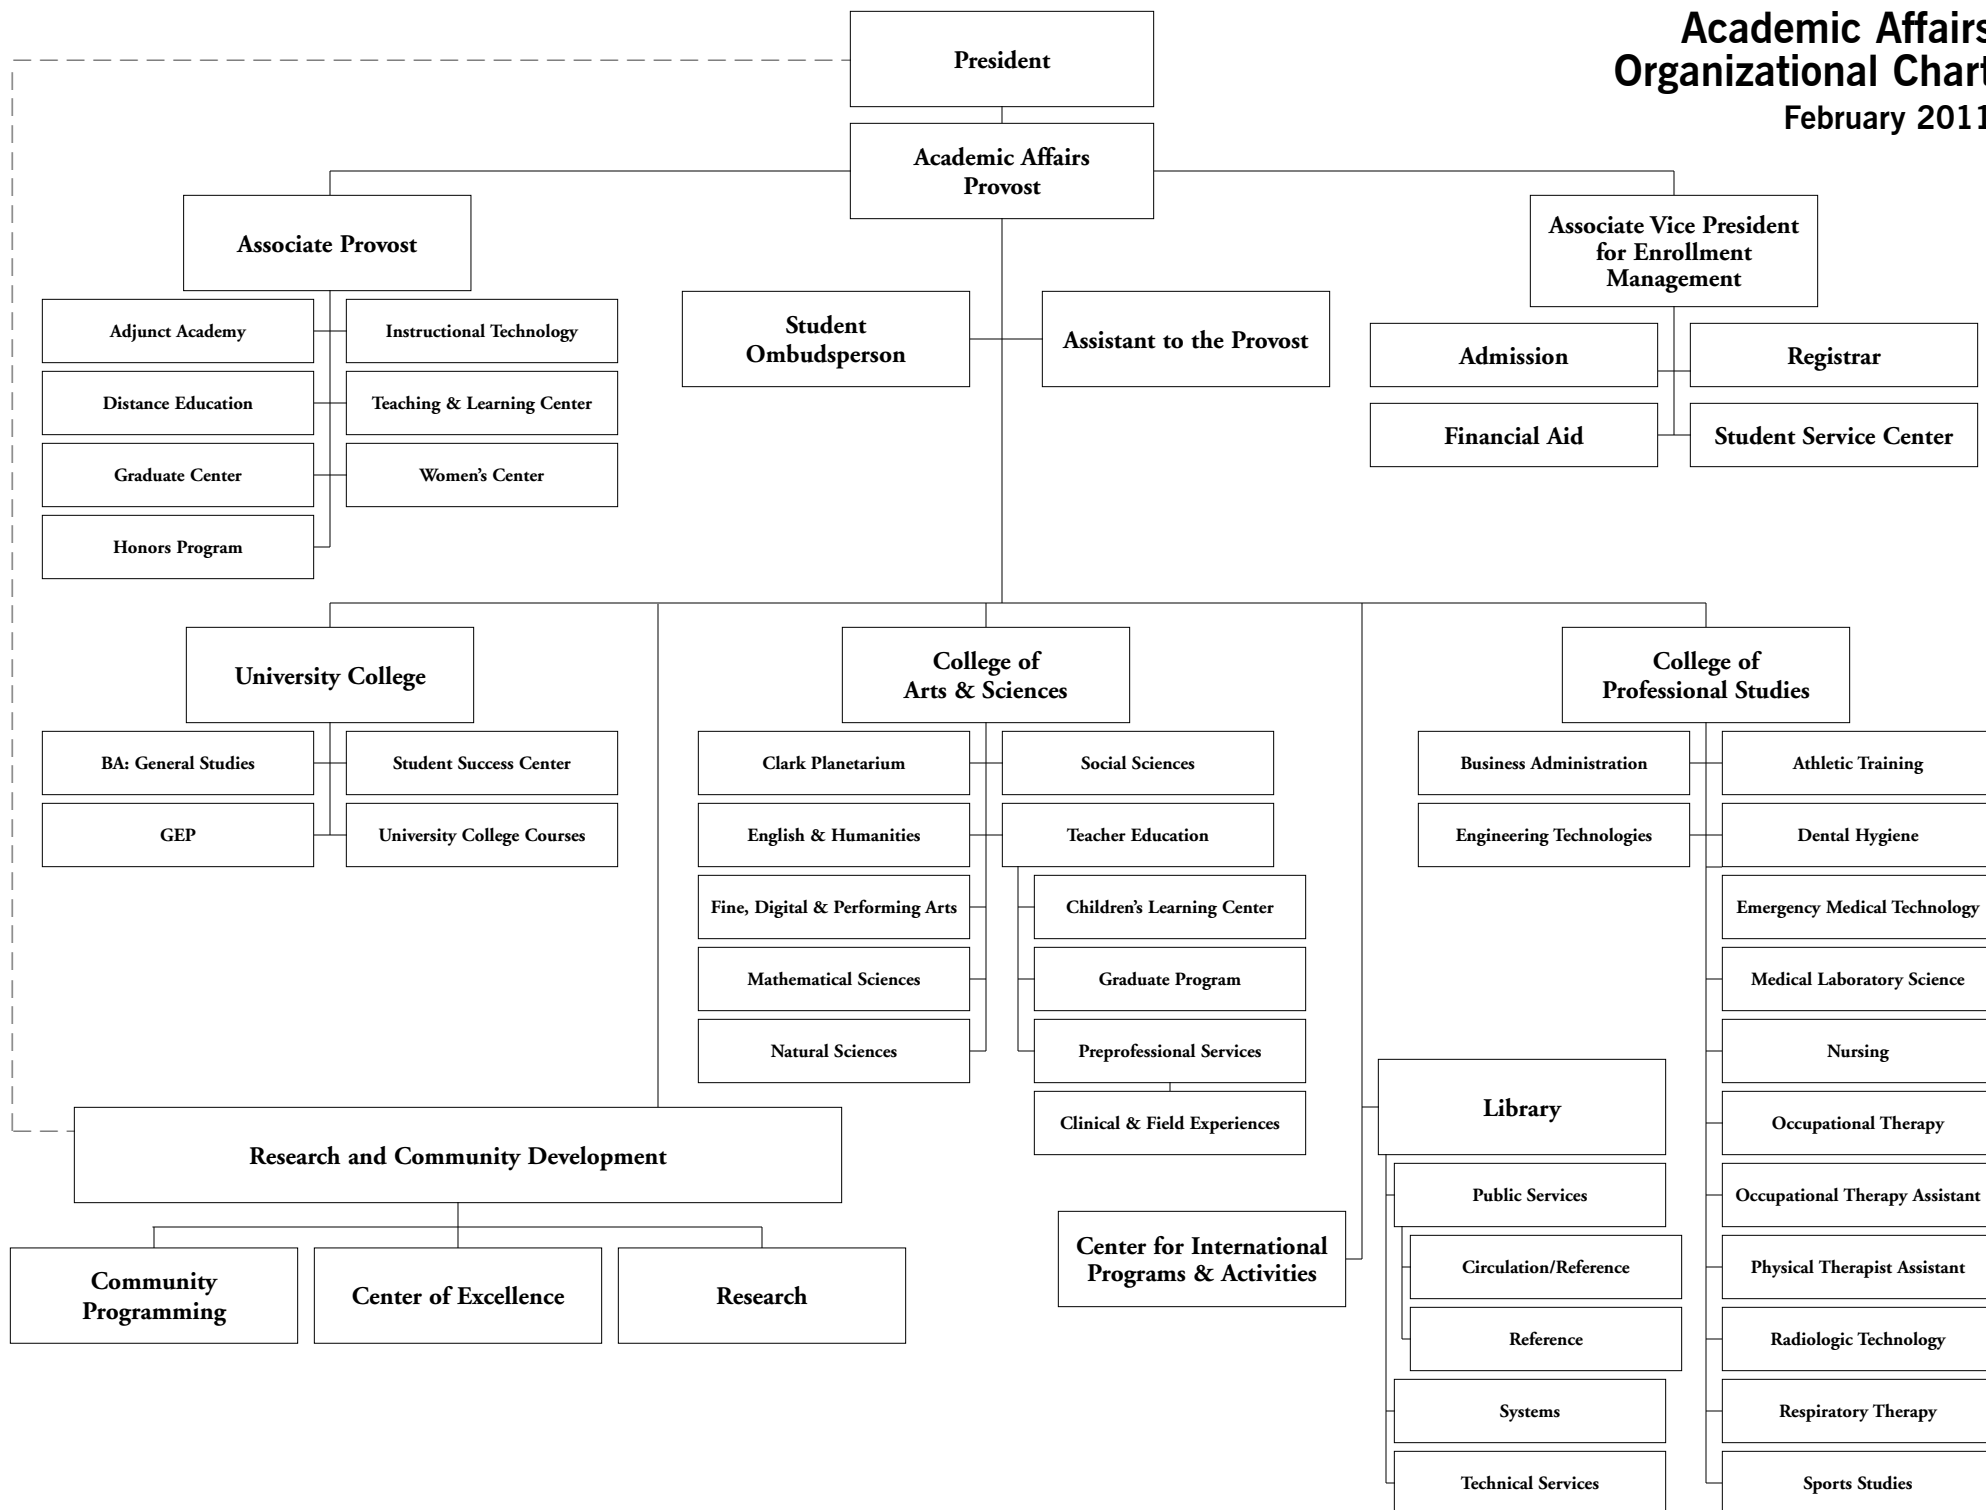 Academic Affairs
Organizational Chart
February 2011
President
Academic Affairs
Provost
Associate Provost
Adjunct Academy
Instructional Technology
Distance Education
Teaching & Learning Center
Graduate Center
Women's Center
Honors Program
Student
Ombudsperson
Assistant to the Provost
Associate Vice President
for Enrollment
Management
Admission
Registrar
Financial Aid
Student Service Center
University College
BA: General Studies
Student Success Center
GEP
University College Courses
College of
Arts & Sciences
Clark Planetarium
Social Sciences
English & Humanities
Teacher Education
Fine, Digital & Performing Arts
Children's Learning Center
Mathematical Sciences
Graduate Program
Natural Sciences
Preprofessional Services
Clinical & Field Experiences
College of
Professional Studies
Business Administration
Athletic Training
Engineering Technologies
Dental Hygiene
Emergency Medical Technology
Medical Laboratory Science
Nursing
Occupational Therapy
Occupational Therapy Assistant
Physical Therapist Assistant
Radiologic Technology
Respiratory Therapy
Sports Studies
Library
Public Services
Circulation/Reference
Reference
Systems
Technical Services
Center for International
Programs & Activities
Research and Community Development
Community
Programming
Center of Excellence
Research